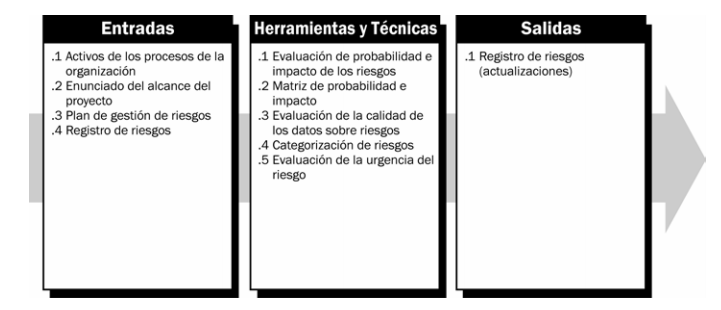 Entradas
.1 Activos de los procesos de la
organización
.2 Enunciado del alcance del
proyecto
.3 Plan de gestión de riesgos
.4 Registro de riesgos
Herramientas y Técnicas
.1 Evaluación de probabilidad e
impacto de los riesgos
.2 Matriz de probabilidad e
impacto
.3 Evaluación de la calidad de
los datos sobre riesgos
.4 Categorización de riesgos
.5 Evaluación de la urgencia del
riesgo
Salidas
.1 Registro de riesgos
(actualizaciones)